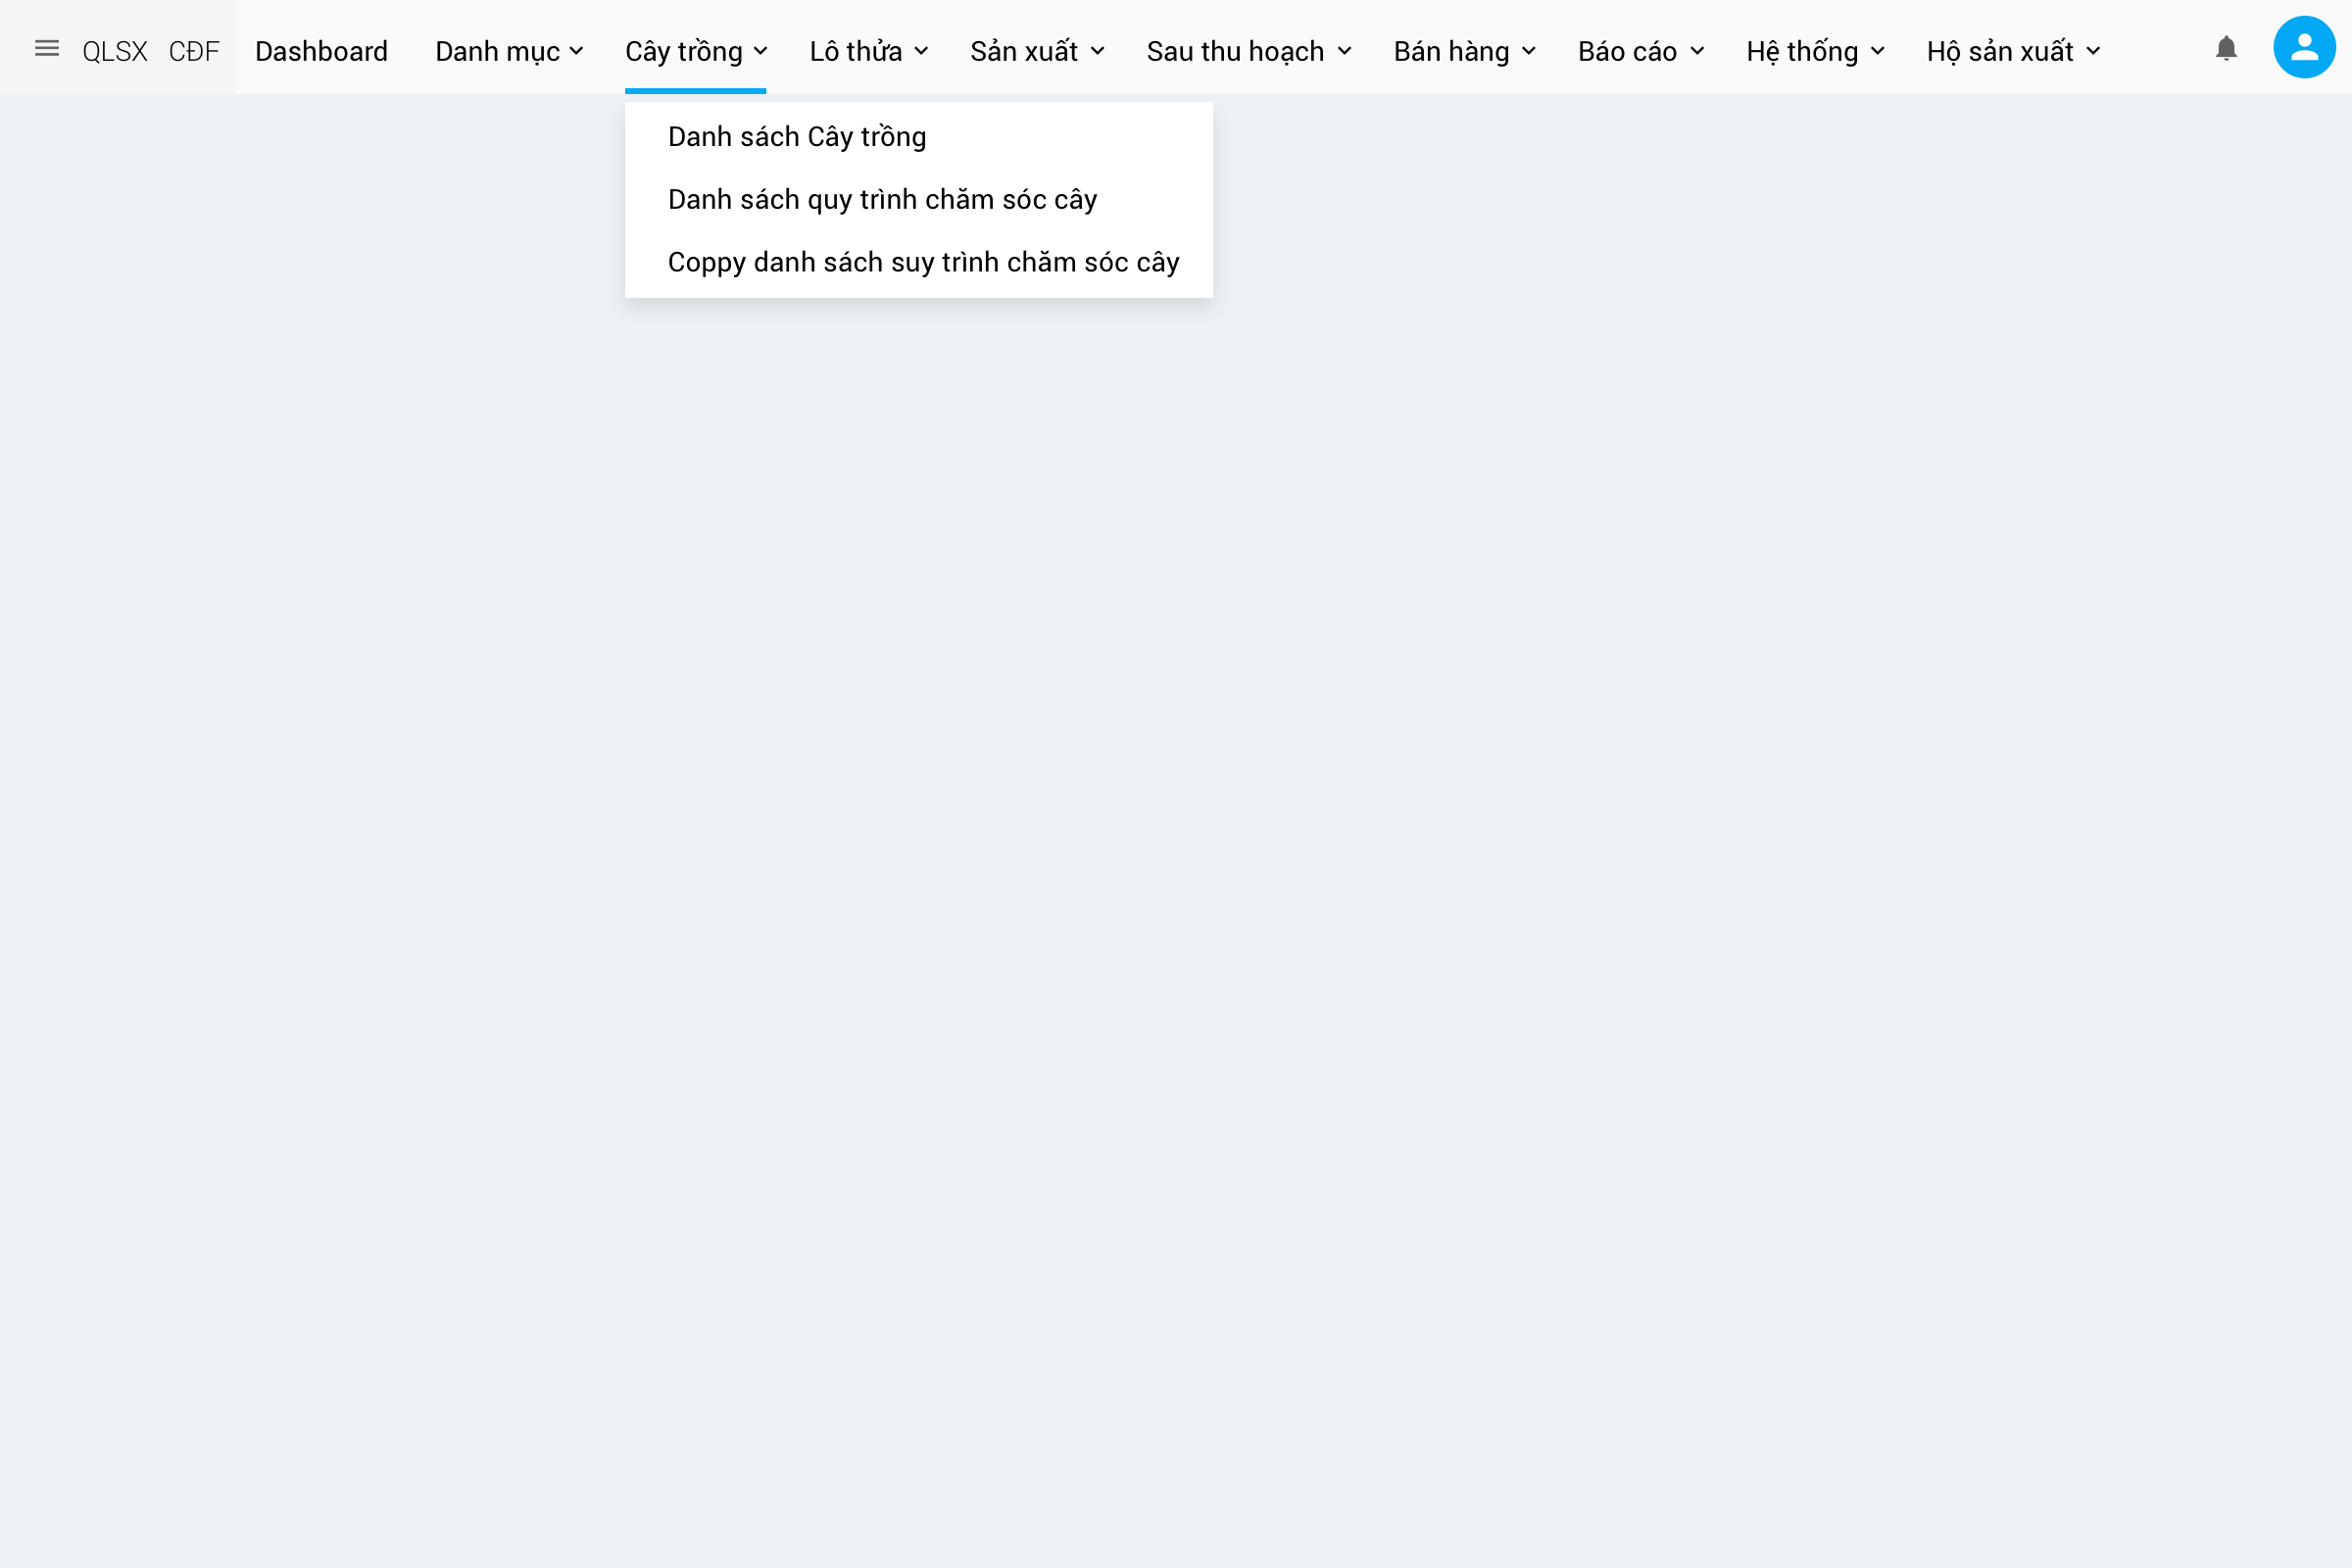 QLSX CĐF Dashboard Danh mục Cây trồng Lô thửa Sản xuất Sau thu hoạch Bán hàng Báo cáo Hệ thống Hộ sản xuất
Danh sách Cây trồng
Danh sách quy trình chăm sóc cây
Coppy danh sách suy trình chăm sóc cây